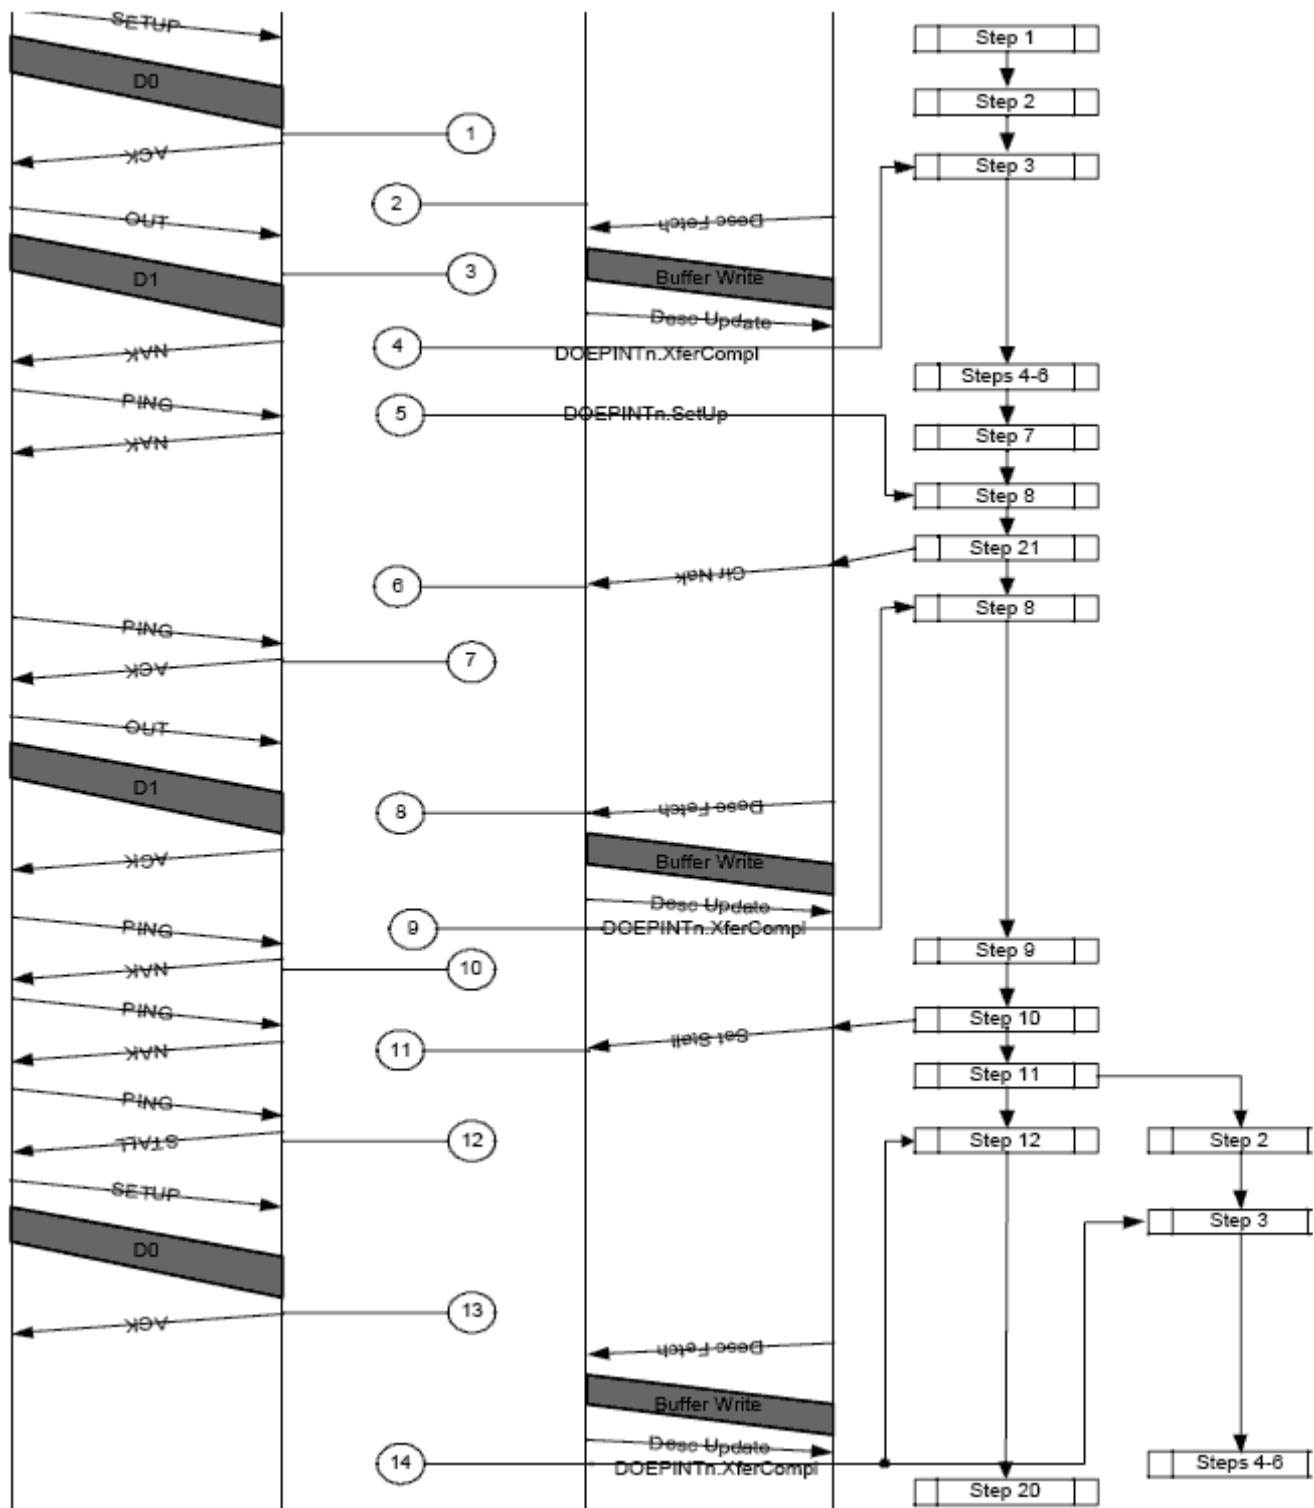 SETUP
Step 1
D0
Step 2
1
ACK
Step 3
2
OUT
Desc Fetch
3
D1
Buffer Write
Desc Update
4
NAK
DOEPINTn.XferCompl
Steps 4-6
PING
5
DOEPINTn.SetUp
Step 7
NAK
Step 8
Step 21
Clr Nak
6
Step 8
PING
7
ACK
OUT
D1
8
Desc Fetch
ACK
Buffer Write
Desc Update
PING
9
DOEPINTn.XferCompl
Step 9
NAK
10
PING
Step 10
Set Stall
NAK
11
Step 11
PING
STALL
12
Step 12
Step 2
SETUP
Step 3
D0
13
ACK
Desc Fetch
Buffer Write
Desc Update
14
DOEPINTn.XferCompl
Steps 4-6
Step 20